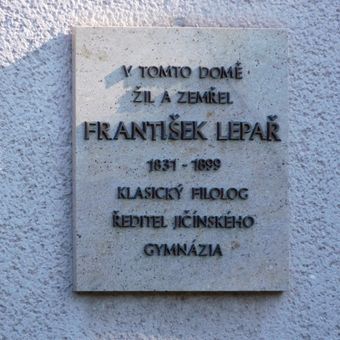 V TOMTO DOMĚ
ŽIL A ZEMŘEL
FRANTIŠEK LEPAŘ
1831 - 1899
KLASICKÝ FILOLOG
ŘEDITEL JIČÍNSKÉHO
GYMNÁZIA